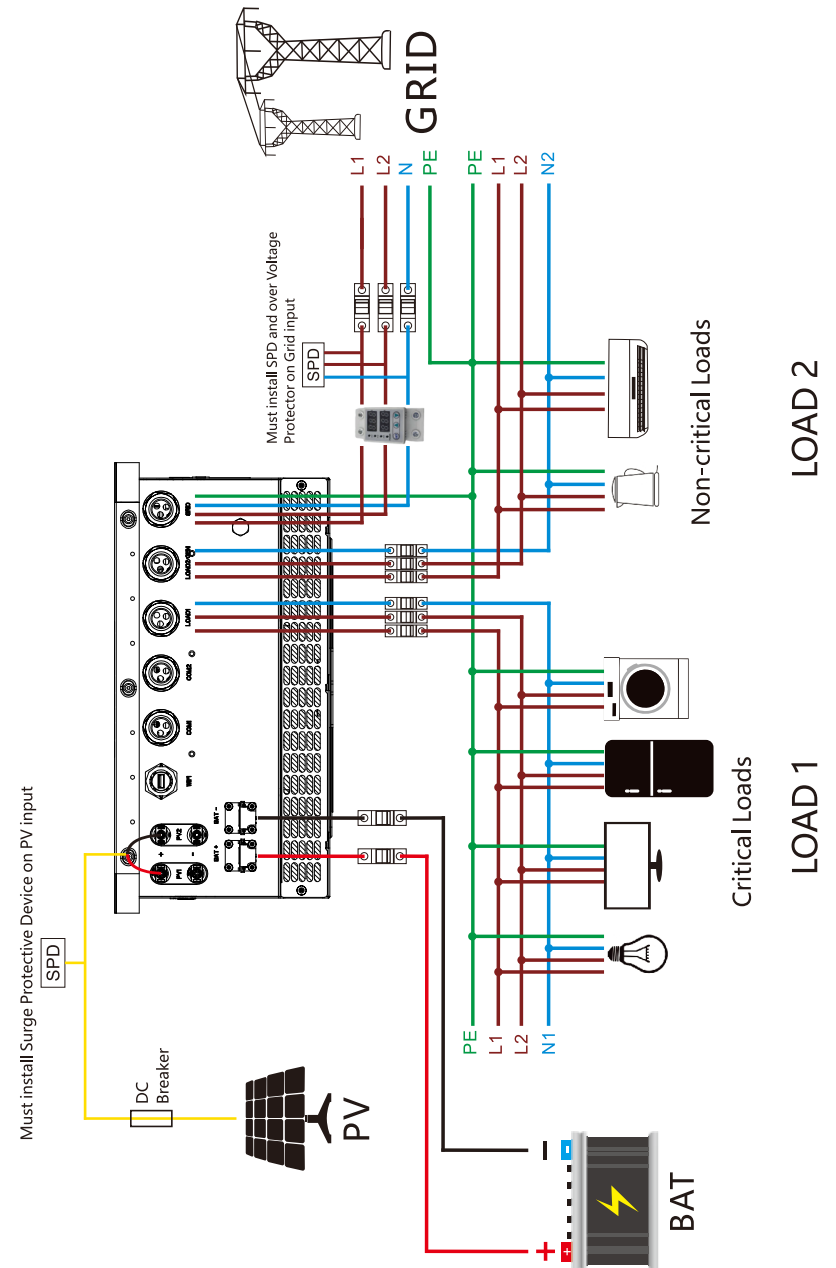 Must install Surge Protective Device on PV input
SPD
DC
Breaker
PV
PV1
PV2
+
-
BAT +
BAT -
WIFI
COM1
COM2
LOAD1
GRID
Must install SPD and over Voltage
Protector on Grid input
SPD
GRID
L1
L2
N
PE
PE
L1
L2
N2
PE
L1
L2
N1
Critical Loads
LOAD 1
Non-critical Loads
LOAD 2
BAT
+
−
+
-